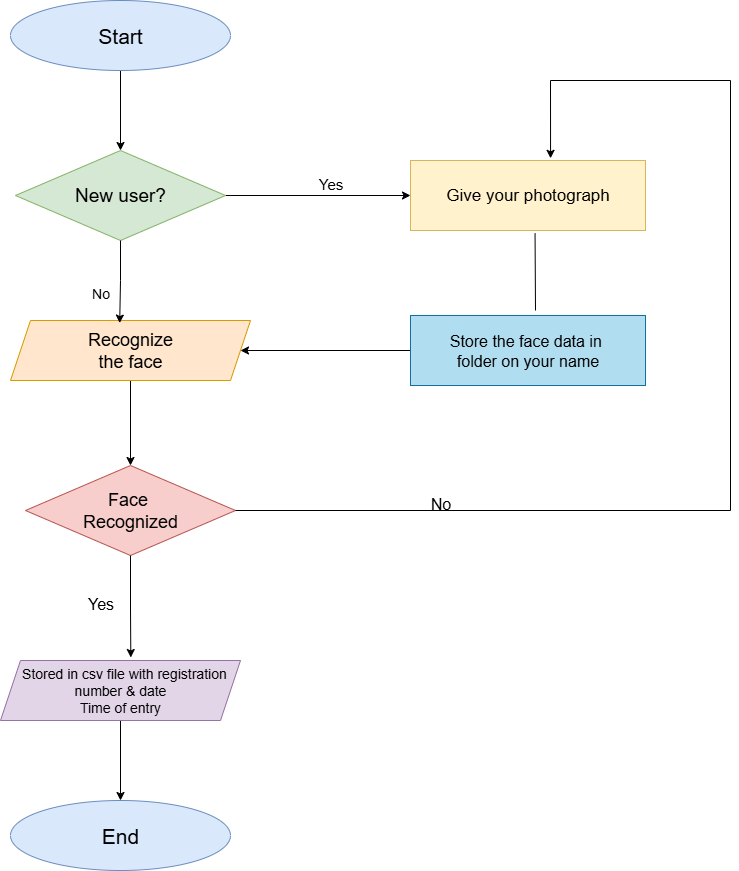 Start
New user?
Yes
Give your photograph
No
Recognize
the face
Store the face data in
folder on your name
Face
Recognized
No
Yes
Stored in csv file with registration
number & date
Time of entry
End